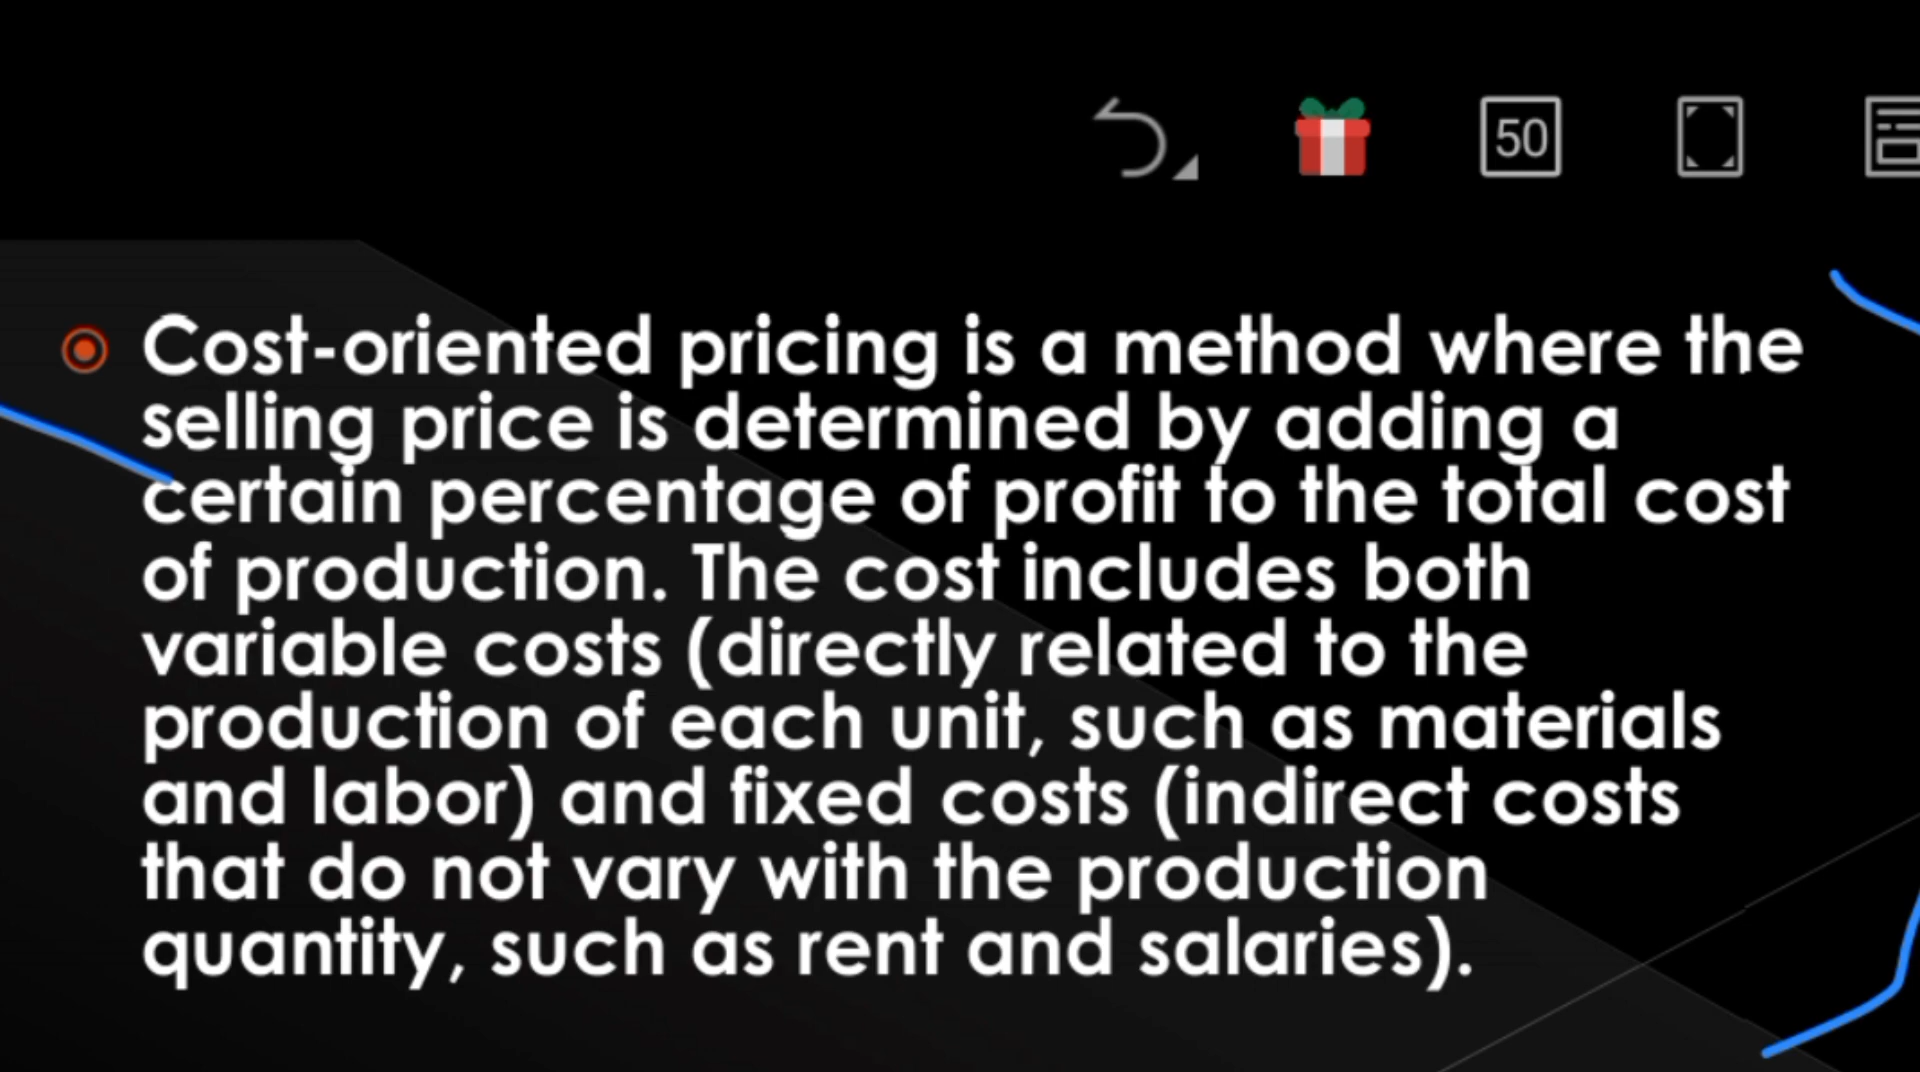 50
Cost-oriented pricing is a method where the
selling price is determined by adding a
certain percentage of profit to the total cost
of production. The cost includes both
variable costs (directly related to the
production of each unit, such as materials
and labor) and fixed costs (indirect costs
that do not vary with the production
quantity, such as rent and salaries).